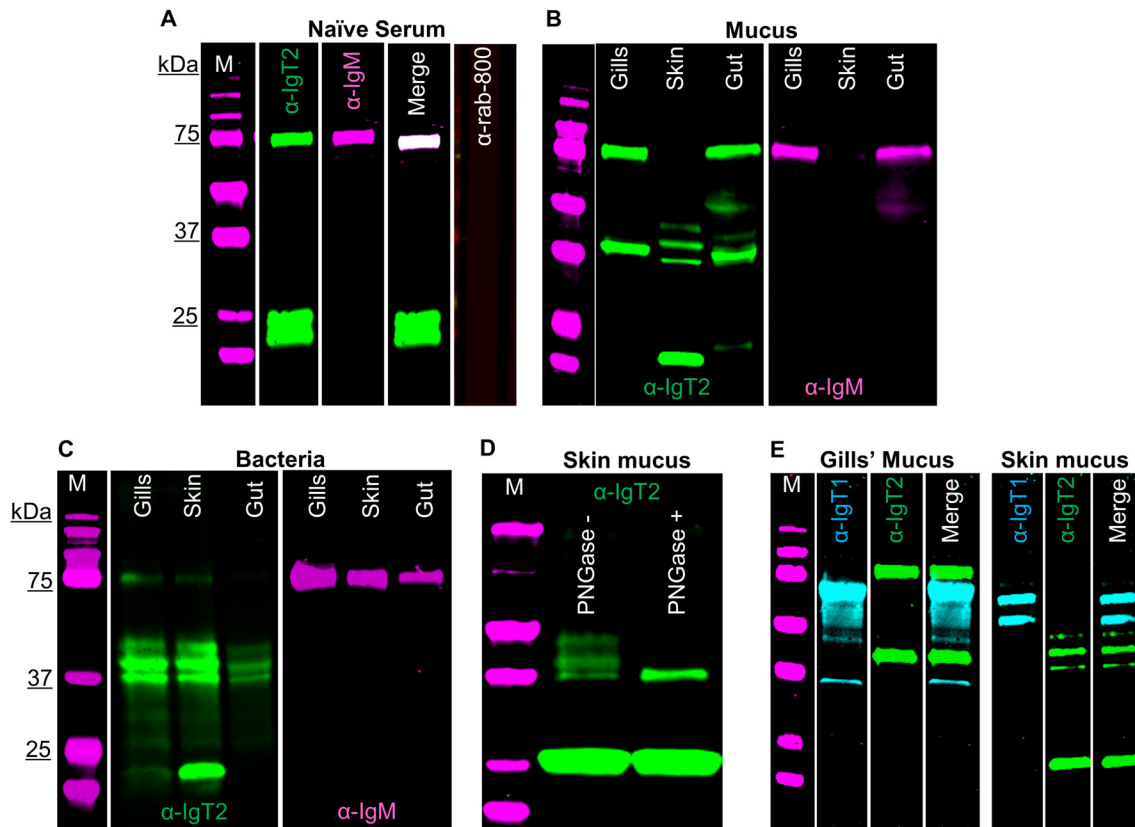 A
Naïve Serum
kDa
M
α-IgT2
α-IgM
Merge
α-rab-800
75
37
25
B
Mucus
Gills
Skin
Gut
Gills
Skin
Gut
α-IgT2
α-IgM
C
Bacteria
kDa
M
Gills
Skin
Gut
Gills
Skin
Gut
75
37
25
α-IgT2
α-IgM
D
Skin mucus
M
α-IgT2
PNGase -
PNGase +
E
Gills' Mucus
Skin mucus
M
α-IgT1
α-IgT2
Merge
α-IgT1
α-IgT2
Merge